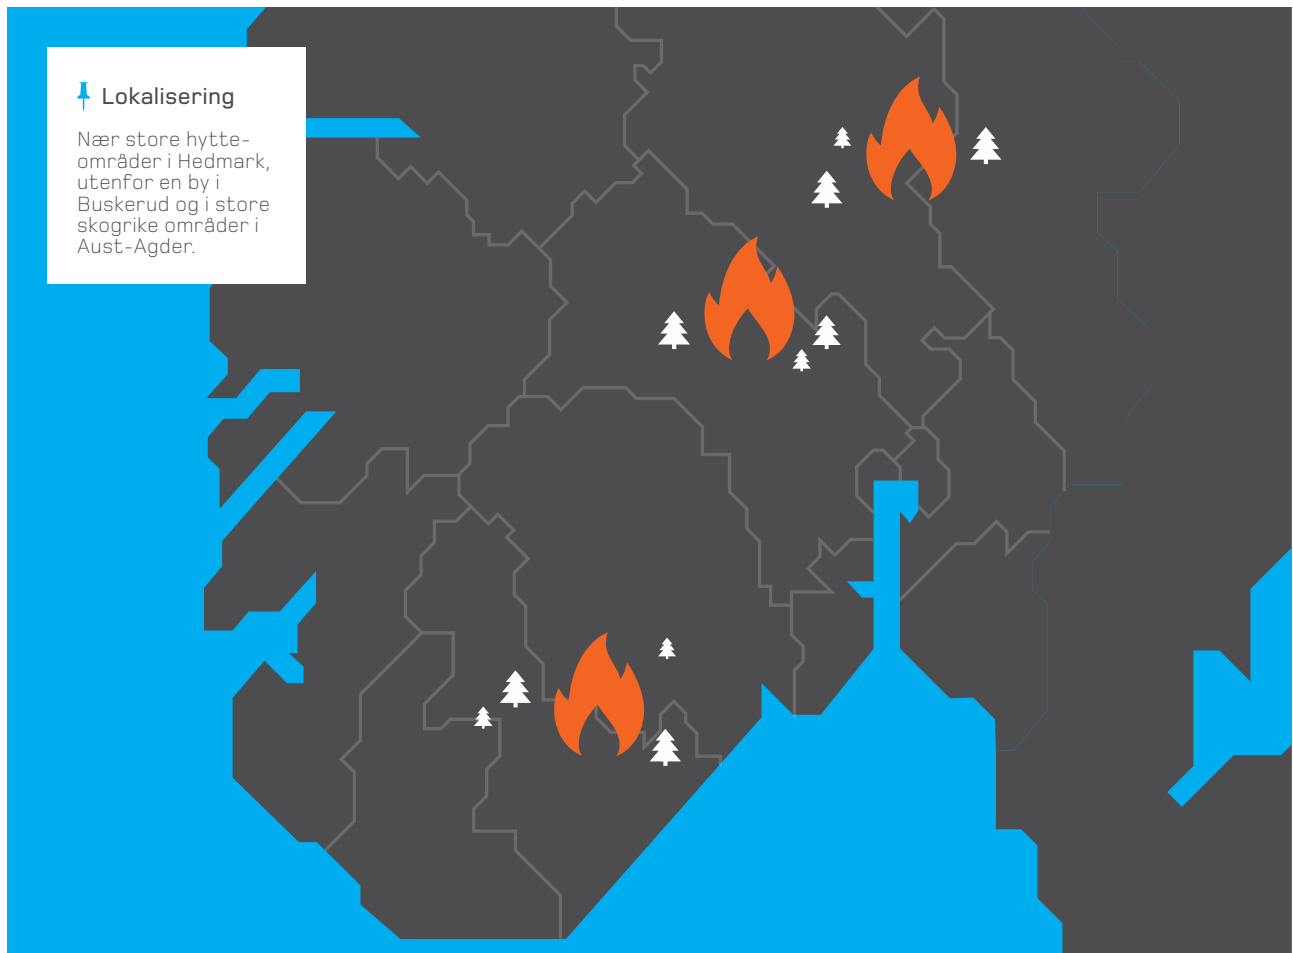 Lokalisering
Nær store hytte-
områder i Hedmark,
utenfor en by i
Buskerud og i store
skogrike områder i
Aust-Agder.